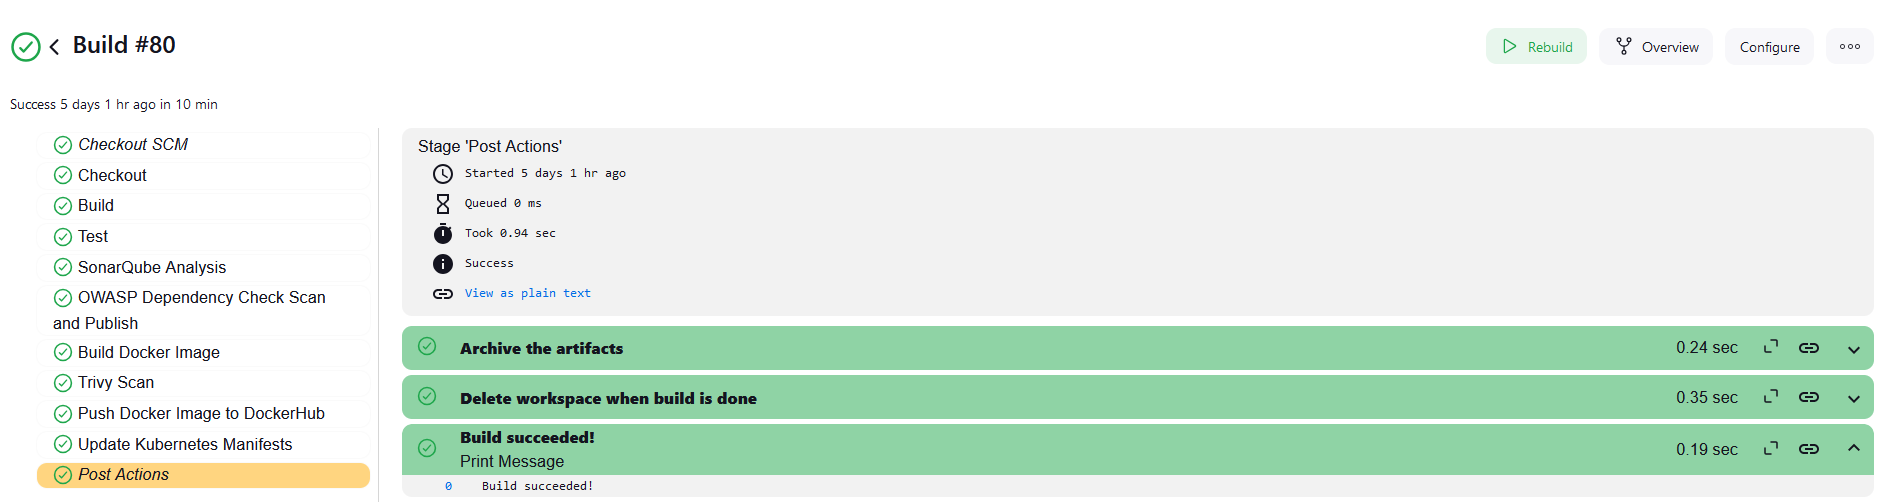 Build #80
Rebuild
Overview
Configure
Success 5 days 1 hr ago in 10 min
Checkout SCM
Checkout
Build
Test
SonarQube Analysis
OWASP Dependency Check Scan
and Publish
Build Docker Image
Trivy Scan
Push Docker Image to DockerHub
Update Kubernetes Manifests
Post Actions
Stage 'Post Actions'
Started 5 days 1 hr ago
Queued 0 ms
Took 0.94 sec
Success
View as plain text
Archive the artifacts 0.24 sec
Delete workspace when build is done 0.35 sec
Build succeeded!
Print Message 0.19 sec
0 Build succeeded!